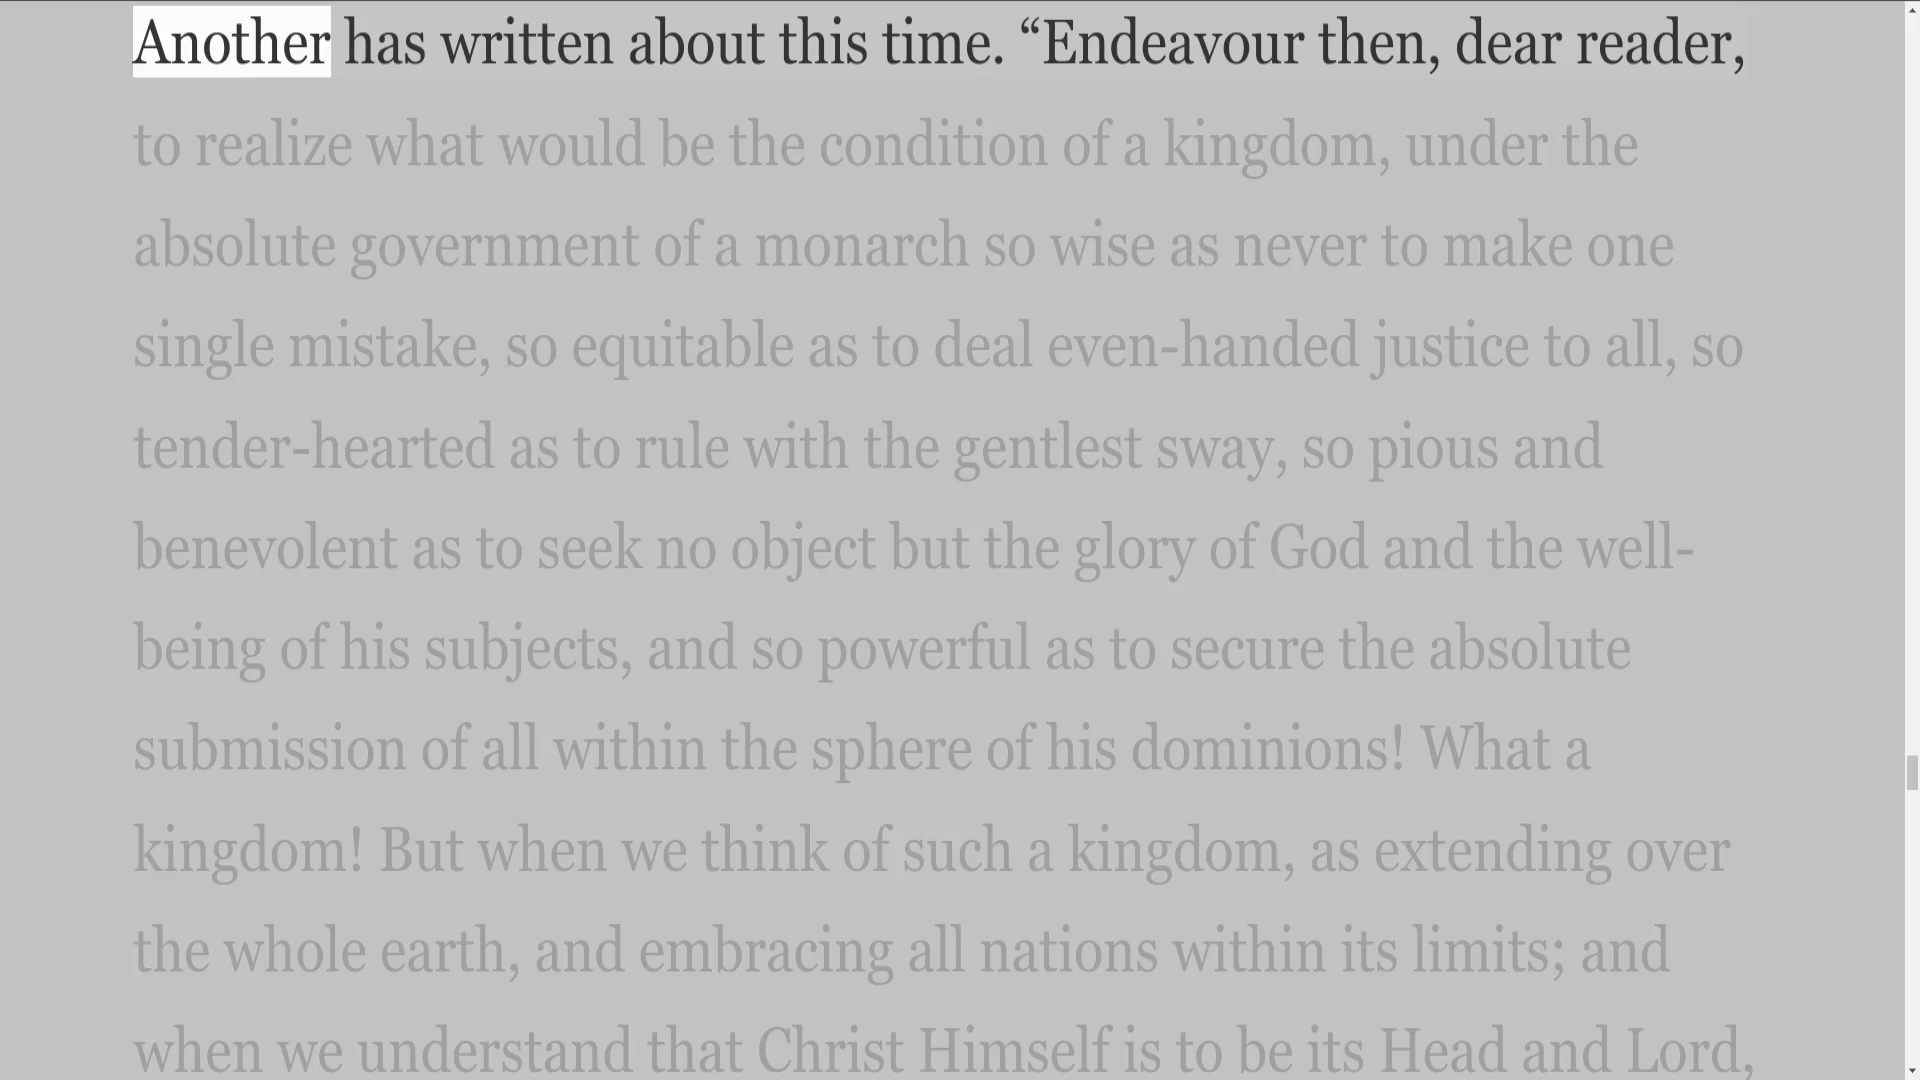 Another has written about this time. “Endeavour then, dear reader,
to realize what would be the condition of a kingdom, under the
absolute government of a monarch so wise as never to make one
single mistake, so equitable as to deal even-handed justice to all, so
tender-hearted as to rule with the gentlest sway, so pious and
benevolent as to seek no object but the glory of God and the well-
being of his subjects, and so powerful as to secure the absolute
submission of all within the sphere of his dominions! What a
kingdom! But when we think of such a kingdom, as extending over
the whole earth, and embracing all nations within its limits; and
when we understand that Christ Himself is to be its Head and Lord,